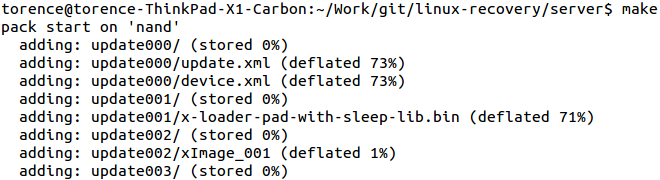 torence@torence-ThinkPad-X1-Carbon:~/Work/git/linux-recovery/server$ make
pack start on 'nand'
  adding: update000/ (stored 0%)
  adding: update000/update.xml (deflated 73%)
  adding: update000/device.xml (deflated 73%)
  adding: update001/ (stored 0%)
  adding: update001/x-loader-pad-with-sleep-lib.bin (deflated 71%)
  adding: update002/ (stored 0%)
  adding: update002/xImage_001 (deflated 1%)
  adding: update003/ (stored 0%)